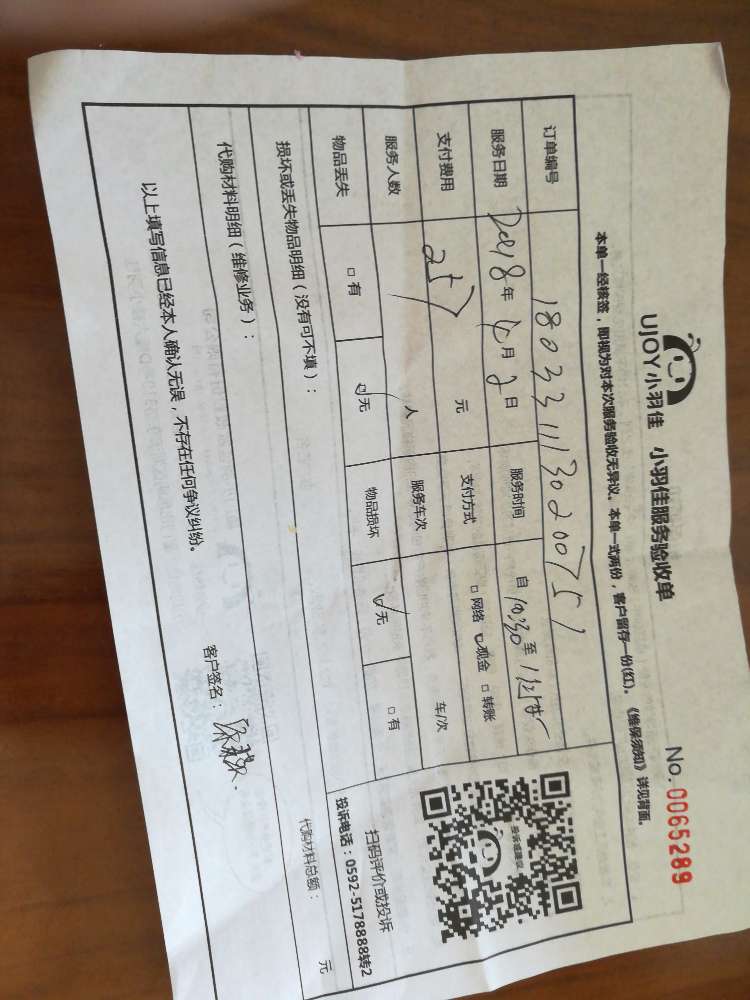 UJOY小羽佳 小羽佳服务验收单
No. 0065289
本单一经核签，即视为对本次服务验收无异议。本单一式两份，客户留存一份(红)。《维保须知》详见背面。
订单编号 180331113020075
服务日期 2018年4月2日 服务时间 自10:30至
支付费用 257元 支付方式 □网络 ☑现金 □转账
服务人数 人 服务车次 车/次
物品丢失 □有 ☑无 物品损坏 ☑无 □有
投诉或建议
扫码评价或投诉
投诉电话：0592-5178888转2
损坏或丢失物品明细（没有可不填）：
代购材料明细（维修业务）： 代购材料总额： 元
以上填写信息已经本人确认无误，不存在任何争议纠纷。
客户签名：